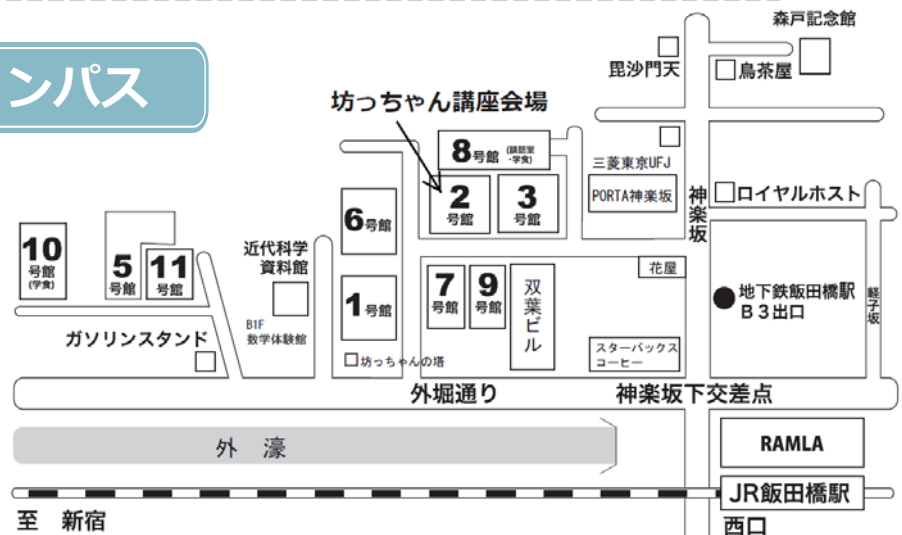 ンパス
森戸記念館
毘沙門天
鳥茶屋
坊っちゃん講座会場
8号館
(談話室
・学食)
三菱東京UFJ
PORTA神楽坂
神楽坂
ロイヤルホスト
2
号館
3
号館
6号館
10
号館
(学食)
5
号館
11
号館
近代科学
資料館
B1F
数学体験館
1号館
7
号館
9
号館
双葉ビル
花屋
地下鉄飯田橋駅
B3出口
軽子坂
ガソリンスタンド
坊っちゃんの塔
スターバックス
コーヒー
外堀通り
神楽坂下交差点
外濠
RAMLA
JR飯田橋駅
至 新宿
西口